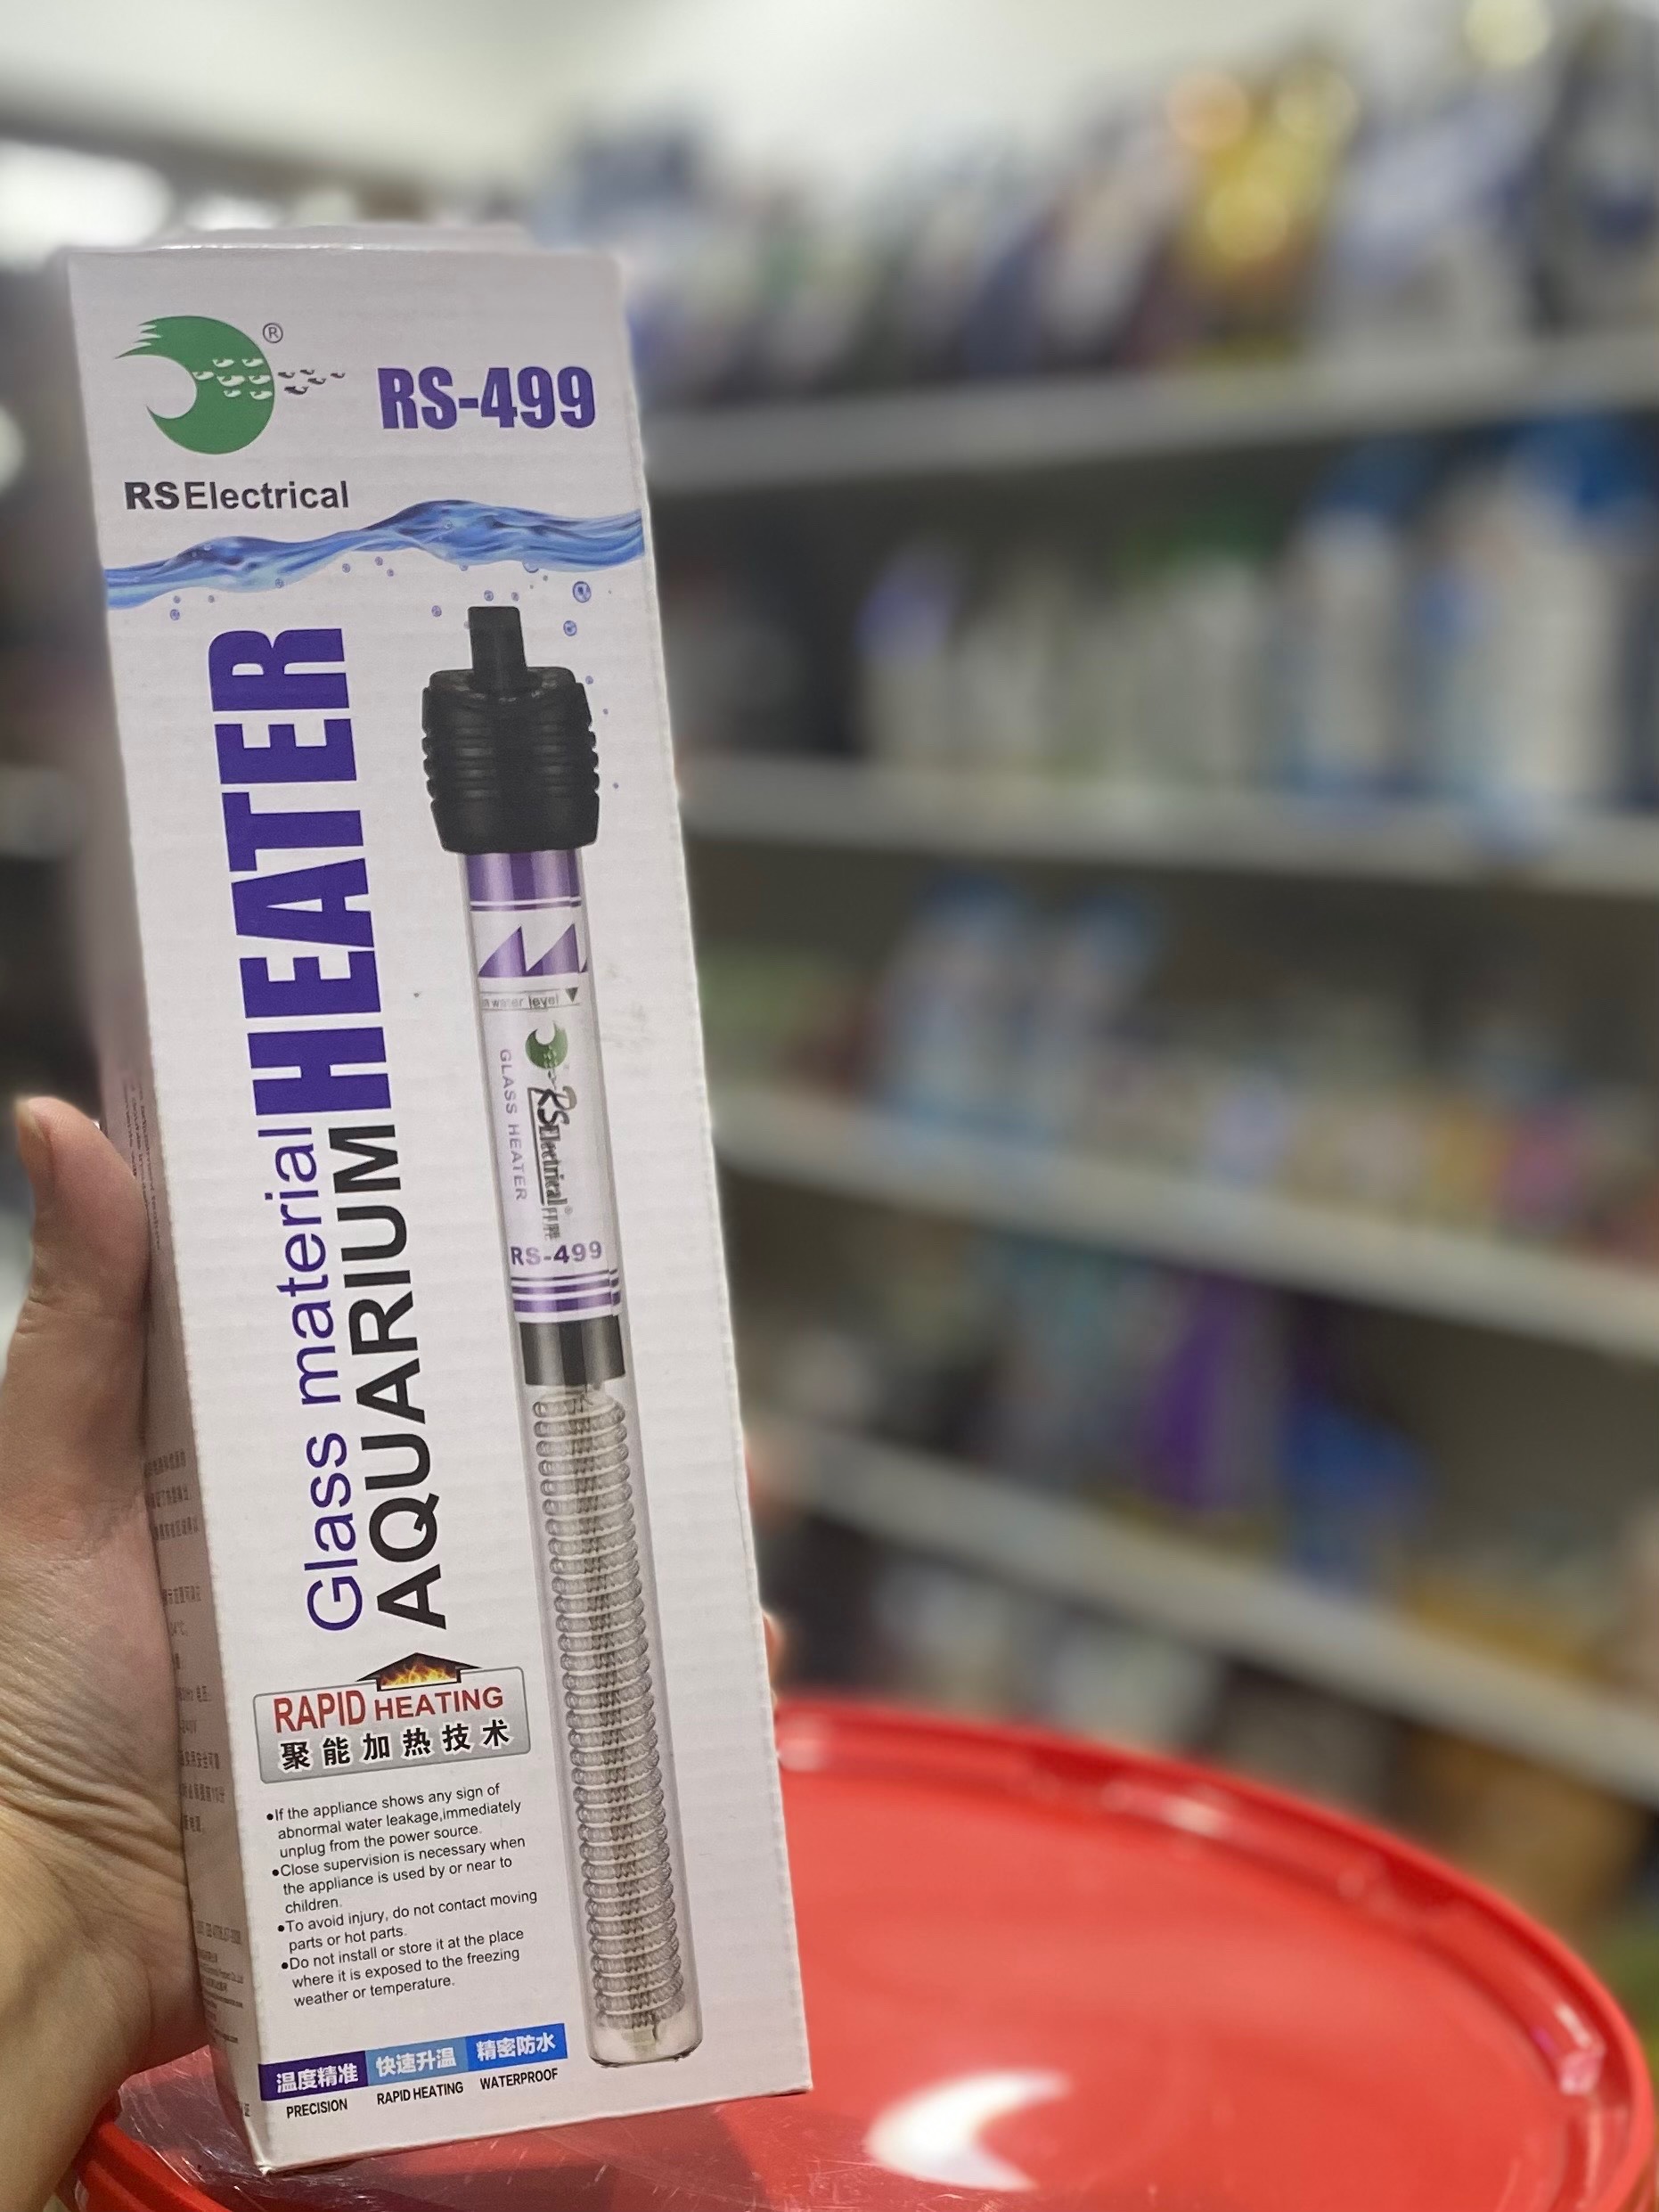 ®
RS-499
RSElectrical
Glass material HEATER
AQUARIUM
water level
GLASS HEATER
RSElectrical®
RS-499
RAPID HEATING
聚能加热技术
●If the appliance shows any sign of
abnormal water leakage,immediately
unplug from the power source.
●Close supervision is necessary when
the appliance is used by or near to
children.
●To avoid injury, do not contact moving
parts or hot parts.
●Do not install or store it at the place
where it is exposed to the freezing
weather or temperature.
温度精准 快速升温 精密防水
PRECISION RAPID HEATING WATERPROOF